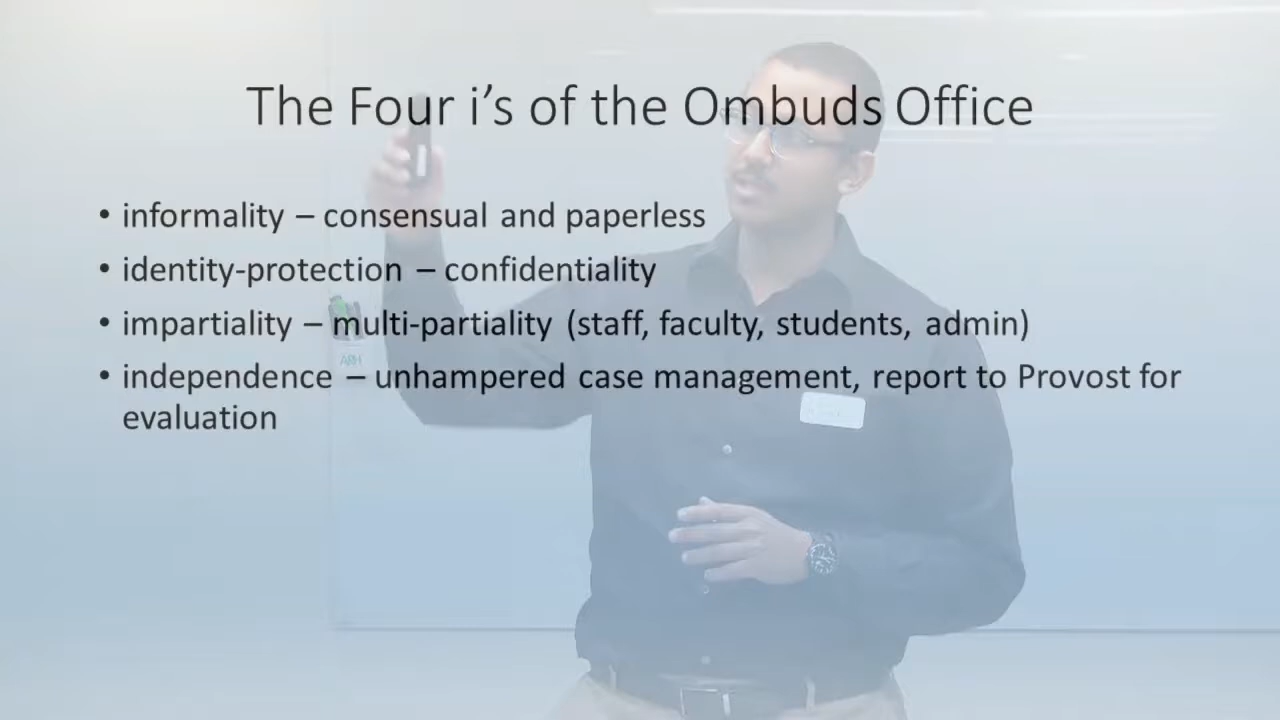 The Four i's of the Ombuds Office
• informality – consensual and paperless
• identity-protection – confidentiality
• impartiality – multi-partiality (staff, faculty, students, admin)
• independence – unhampered case management, report to Provost for
evaluation
ARH